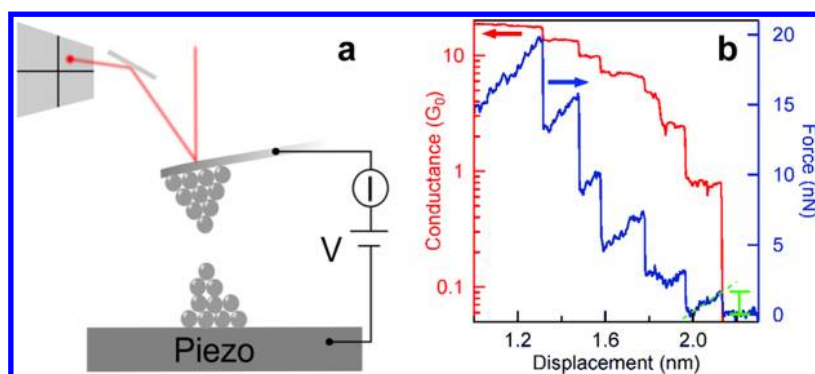 a
I
V
Piezo
b
Conductance (G₀)
10
1
0.1
20
15
10
5
0
Force (nN)
1.2
1.6
2.0
Displacement (nm)